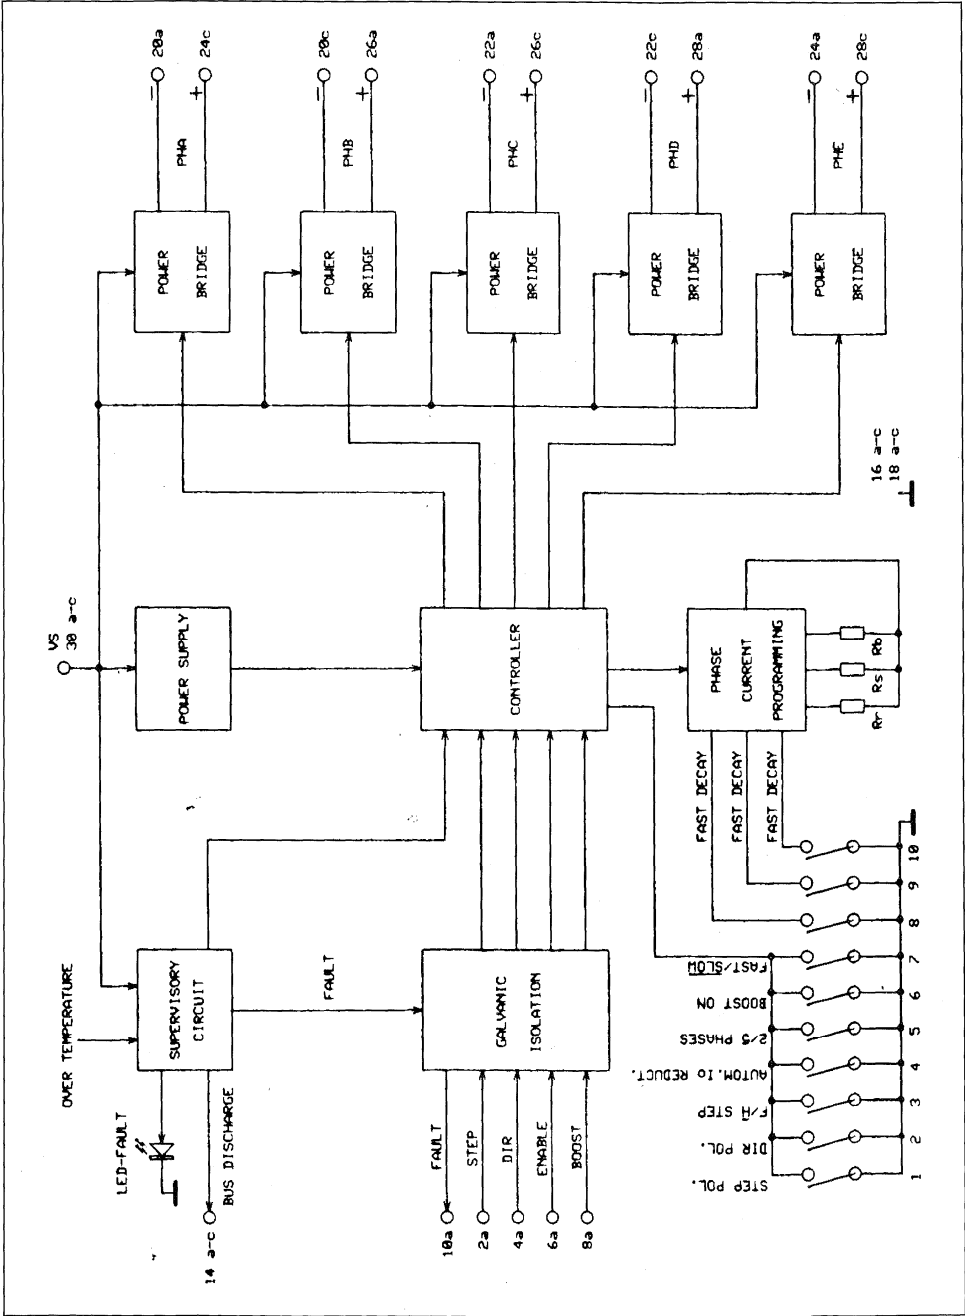 OVER TEMPERATURE
VS
30 a-c
LED-FAULT
SUPERVISORY
CIRCUIT
POWER SUPPLY
POWER
BRIDGE
PHA
-
20a
+
24c
14 a-c
BUS DISCHARGE
FAULT
POWER
BRIDGE
PHB
-
20c
+
26a
10a
FAULT
2a
STEP
4a
DIR
6a
ENABLE
8a
BOOST
GALVANIC
ISOLATION
CONTROLLER
POWER
BRIDGE
PHC
-
22a
+
26c
POWER
BRIDGE
PHD
-
22c
+
28a
PHASE
CURRENT
PROGRAMMING
FAST DECAY
FAST DECAY
FAST DECAY
Rr
Rs
Rb
POWER
BRIDGE
PHE
-
24a
+
28c
16 a-c
18 a-c
STEP POL.
DIR POL.
F/H STEP
AUTOM.Io REDUCT.
2/5 PHASES
BOOST ON
FAST/SLOW
1
2
3
4
5
6
7
8
9
10